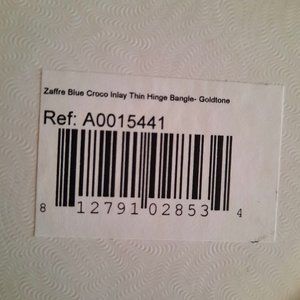 Zaffre Blue Croco Inlay Thin Hinge Bangle- Goldtone
Ref: A0015441
8 12791 02853 4